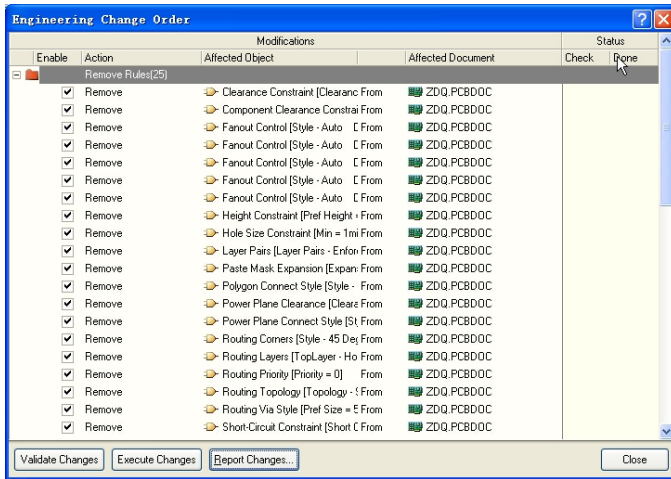 Engineering Change Order
Modifications Status
Enable Action Affected Object Affected Document Check Done
Remove Rules(25)
Remove Clearance Constraint [Clearanc From ZDQ.PCBDOC
Remove Component Clearance Constrai From ZDQ.PCBDOC
Remove Fanout Control [Style - Auto From ZDQ.PCBDOC
Remove Fanout Control [Style - Auto From ZDQ.PCBDOC
Remove Fanout Control [Style - Auto From ZDQ.PCBDOC
Remove Fanout Control [Style - Auto From ZDQ.PCBDOC
Remove Fanout Control [Style - Auto From ZDQ.PCBDOC
Remove Height Constraint [Pref Height From ZDQ.PCBDOC
Remove Hole Size Constraint [Min = 1mi From ZDQ.PCBDOC
Remove Layer Pairs [Layer Pairs - Enfor From ZDQ.PCBDOC
Remove Paste Mask Expansion [Expan From ZDQ.PCBDOC
Remove Polygon Connect Style [Style - From ZDQ.PCBDOC
Remove Power Plane Clearance [Cleara From ZDQ.PCBDOC
Remove Power Plane Connect Style [St From ZDQ.PCBDOC
Remove Routing Corners [Style - 45 Deg From ZDQ.PCBDOC
Remove Routing Layers [TopLayer - Ho From ZDQ.PCBDOC
Remove Routing Priority [Priority = 0] From ZDQ.PCBDOC
Remove Routing Topology [Topology - From ZDQ.PCBDOC
Remove Routing Via Style [Pref Size = 5 From ZDQ.PCBDOC
Remove Short-Circuit Constraint [Short C From ZDQ.PCBDOC
Validate Changes Execute Changes Report Changes... Close